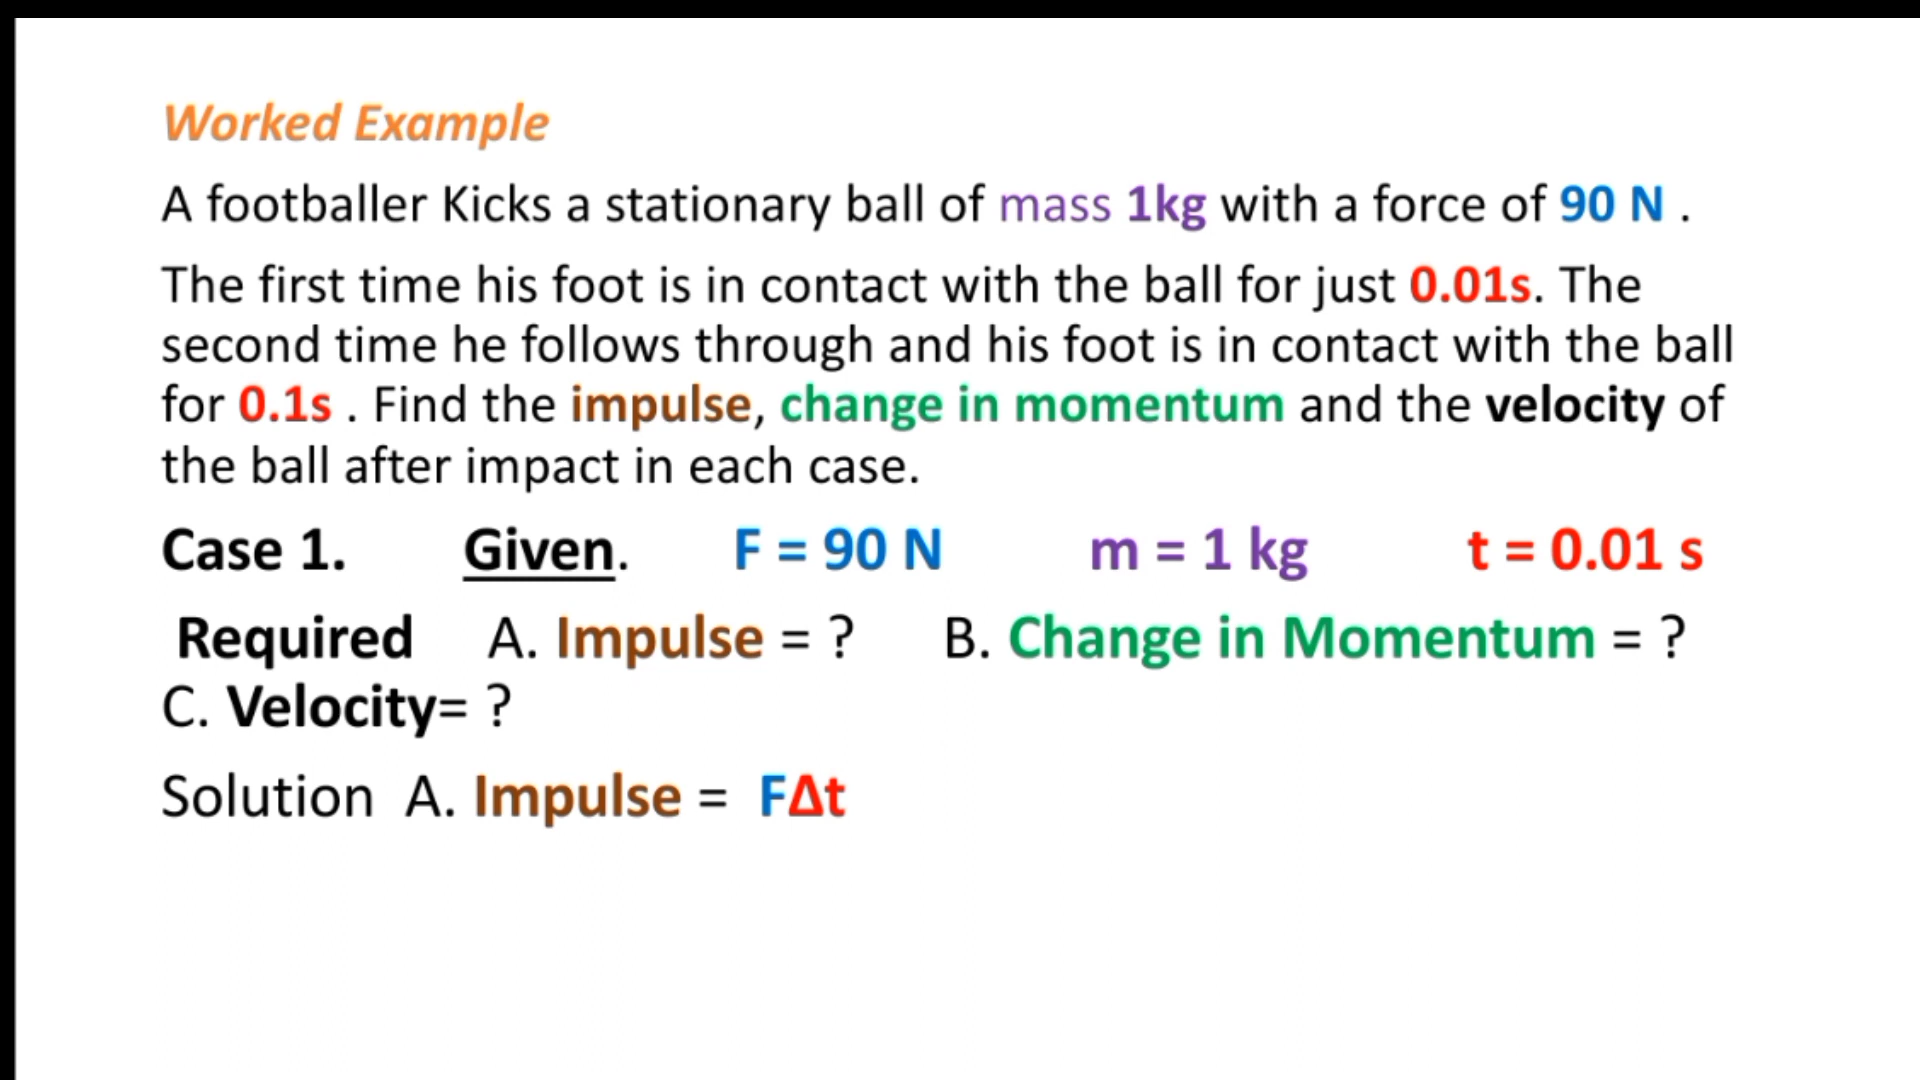 Worked Example
A footballer Kicks a stationary ball of mass 1kg with a force of 90 N .
The first time his foot is in contact with the ball for just 0.01s. The
second time he follows through and his foot is in contact with the ball
for 0.1s . Find the impulse, change in momentum and the velocity of
the ball after impact in each case.
Case 1. Given. F = 90 N m = 1 kg t = 0.01 s
Required A. Impulse = ? B. Change in Momentum = ?
C. Velocity= ?
Solution A. Impulse = FΔt